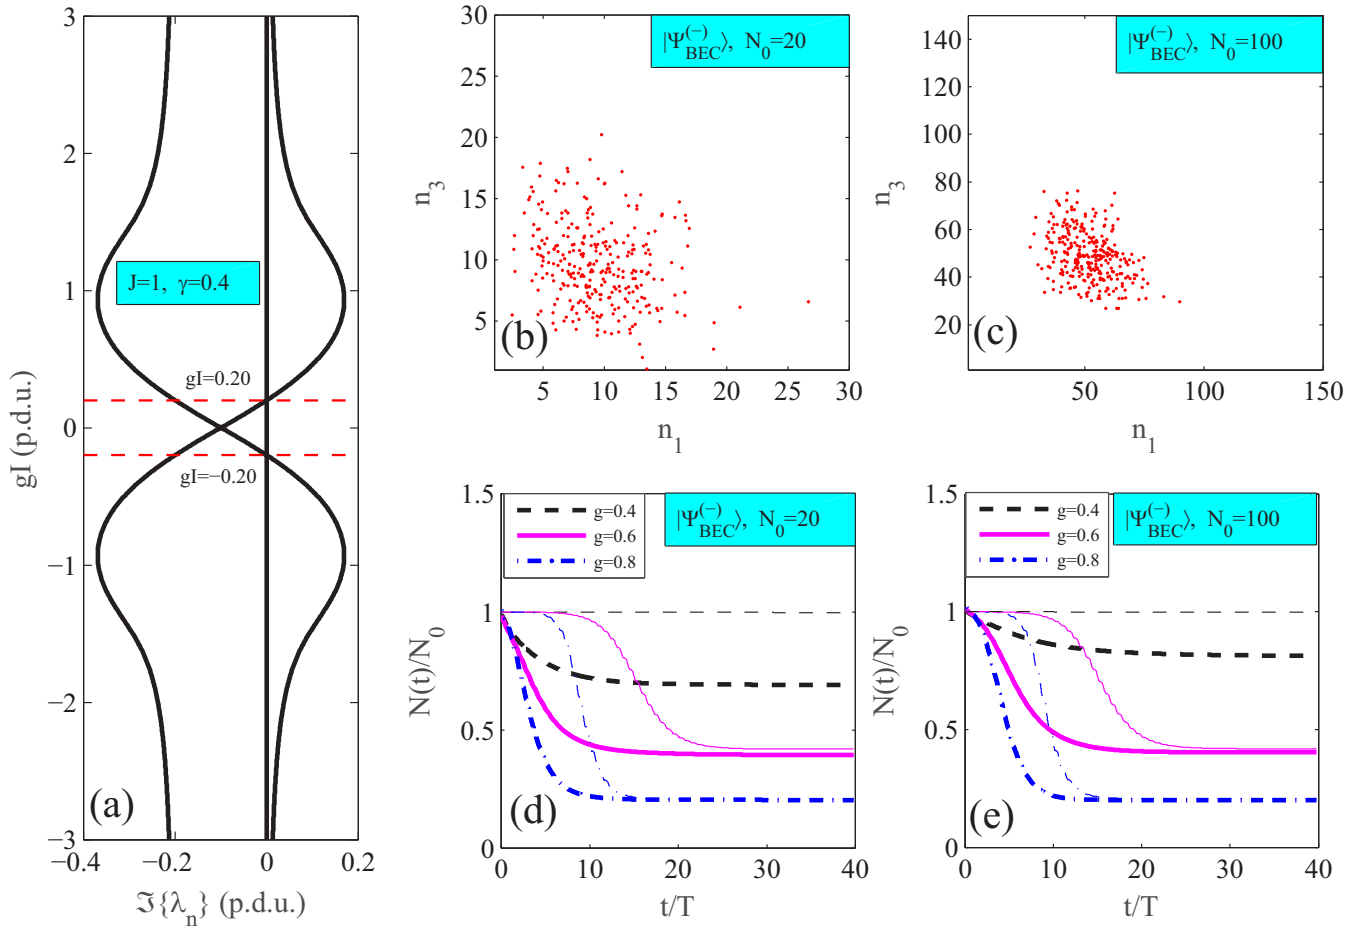 3
2
1
0
−1
−2
−3
−0.4
−0.2
0
0.2
gI (p.d.u.)
ℑ{λn} (p.d.u.)
J=1, γ=0.4
gI=0.20
gI=−0.20
(a)
30
25
20
15
10
5
5
10
15
20
25
30
n3
n1
|Ψ(−)BEC⟩, N0=20
(b)
140
120
100
80
60
40
20
50
100
150
n3
n1
|Ψ(−)BEC⟩, N0=100
(c)
1.5
1
0.5
0
0
10
20
30
40
N(t)/N0
t/T
g=0.4
g=0.6
g=0.8
|Ψ(−)BEC⟩, N0=20
(d)
1.5
1
0.5
0
0
10
20
30
40
N(t)/N0
t/T
g=0.4
g=0.6
g=0.8
|Ψ(−)BEC⟩, N0=100
(e)